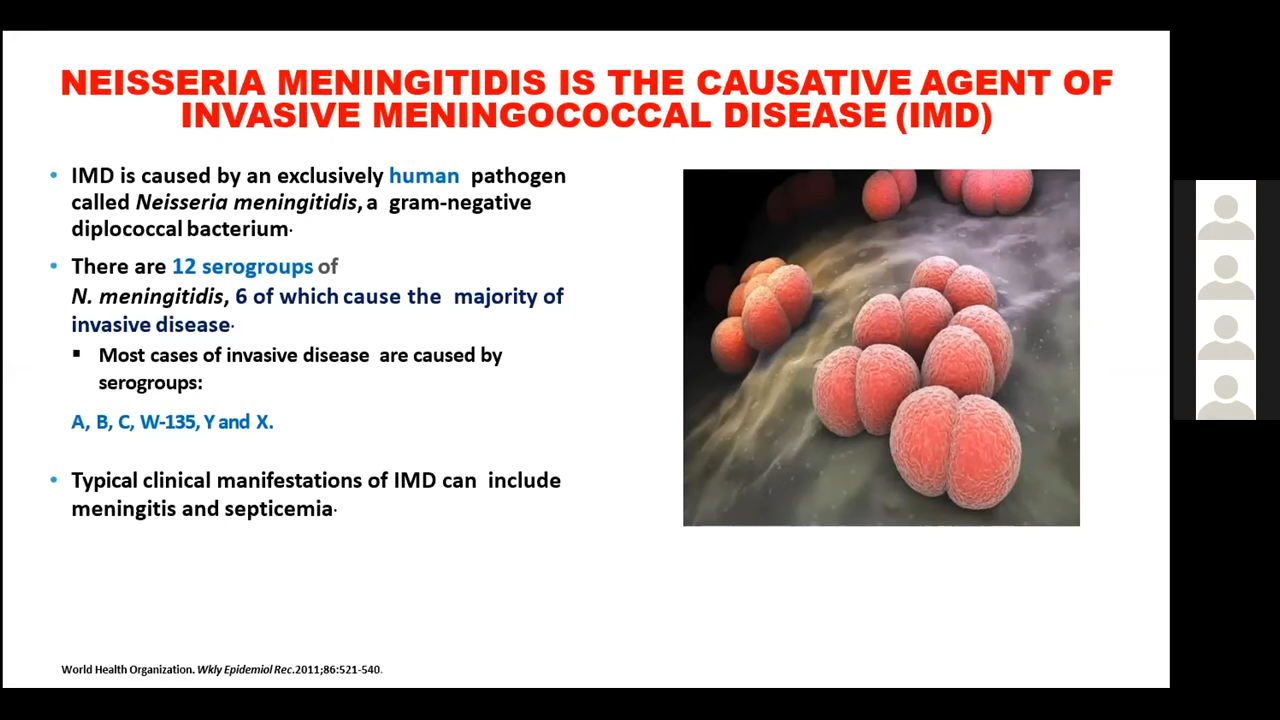 NEISSERIA MENINGITIDIS IS THE CAUSATIVE AGENT OF
INVASIVE MENINGOCOCCAL DISEASE (IMD)
• IMD is caused by an exclusively human pathogen
called Neisseria meningitidis, a gram-negative
diplococcal bacterium.
• There are 12 serogroups of
N. meningitidis, 6 of which cause the majority of
invasive disease.
▪ Most cases of invasive disease are caused by
serogroups:
A, B, C, W-135, Y and X.
• Typical clinical manifestations of IMD can include
meningitis and septicemia.
World Health Organization. Wkly Epidemiol Rec.2011;86:521-540.